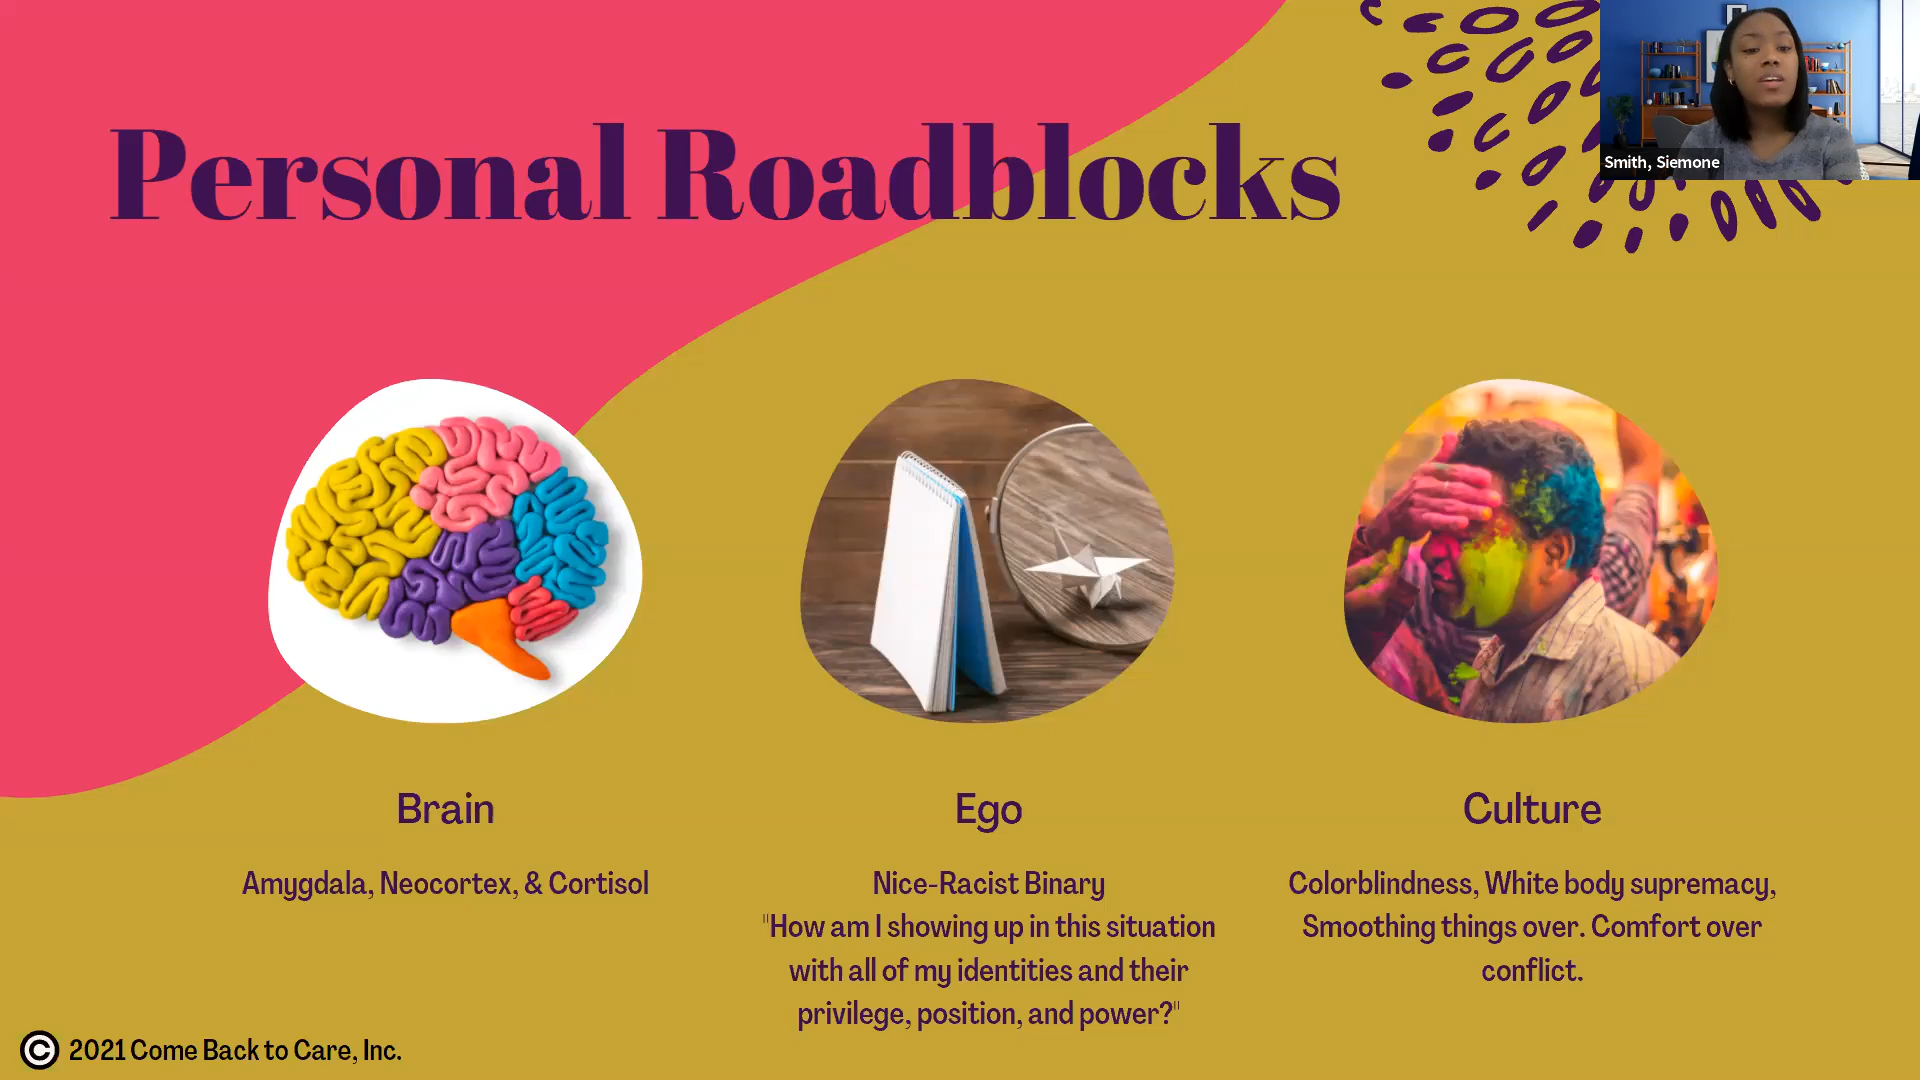 Personal Roadblocks
Smith, Siemone
Brain
Amygdala, Neocortex, & Cortisol
Ego
Nice-Racist Binary
"How am I showing up in this situation
with all of my identities and their
privilege, position, and power?"
Culture
Colorblindness, White body supremacy,
Smoothing things over. Comfort over
conflict.
© 2021 Come Back to Care, Inc.